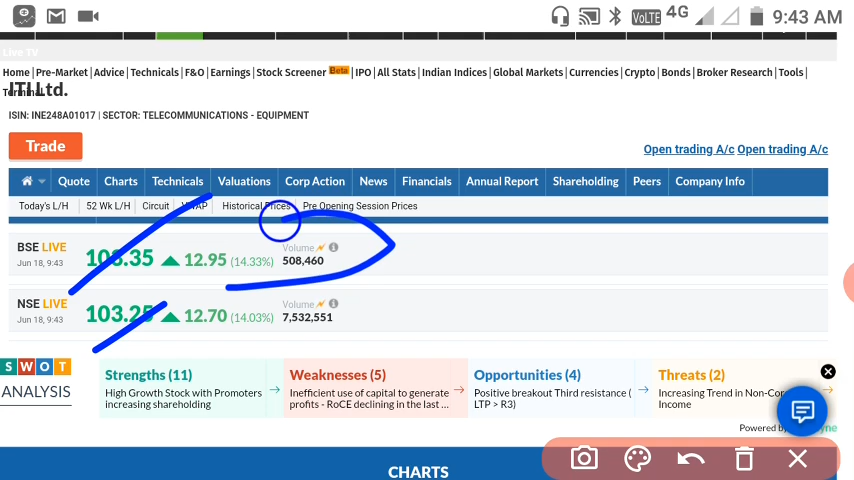 VoLTE 4G 9:43 AM
Live TV
Home | Pre-Market | Advice | Technicals | F&O | Earnings | Stock Screener Beta | IPO | All Stats | Indian Indices | Global Markets | Currencies | Crypto | Bonds | Broker Research | Tools |
ITI Ltd.
ISIN: INE248A01017 | SECTOR: TELECOMMUNICATIONS - EQUIPMENT
Trade
Open trading A/c Open trading A/c
Quote Charts Technicals Valuations Corp Action News Financials Annual Report Shareholding Peers Company Info
Today's L/H 52 Wk L/H Circuit VWAP Historical Prices Pre Opening Session Prices
BSE LIVE
Jun 18, 9:43
103.35 12.95 (14.33%)
Volume
508,460
NSE LIVE
Jun 18, 9:43
103.25 12.70 (14.03%)
Volume
7,532,551
SWOT
ANALYSIS
Strengths (11)
High Growth Stock with Promoters
increasing shareholding
Weaknesses (5)
Inefficient use of capital to generate
profits - RoCE declining in the last ...
Opportunities (4)
Positive breakout Third resistance (
LTP > R3)
Threats (2)
Increasing Trend in
Income
Powered by
CHARTS